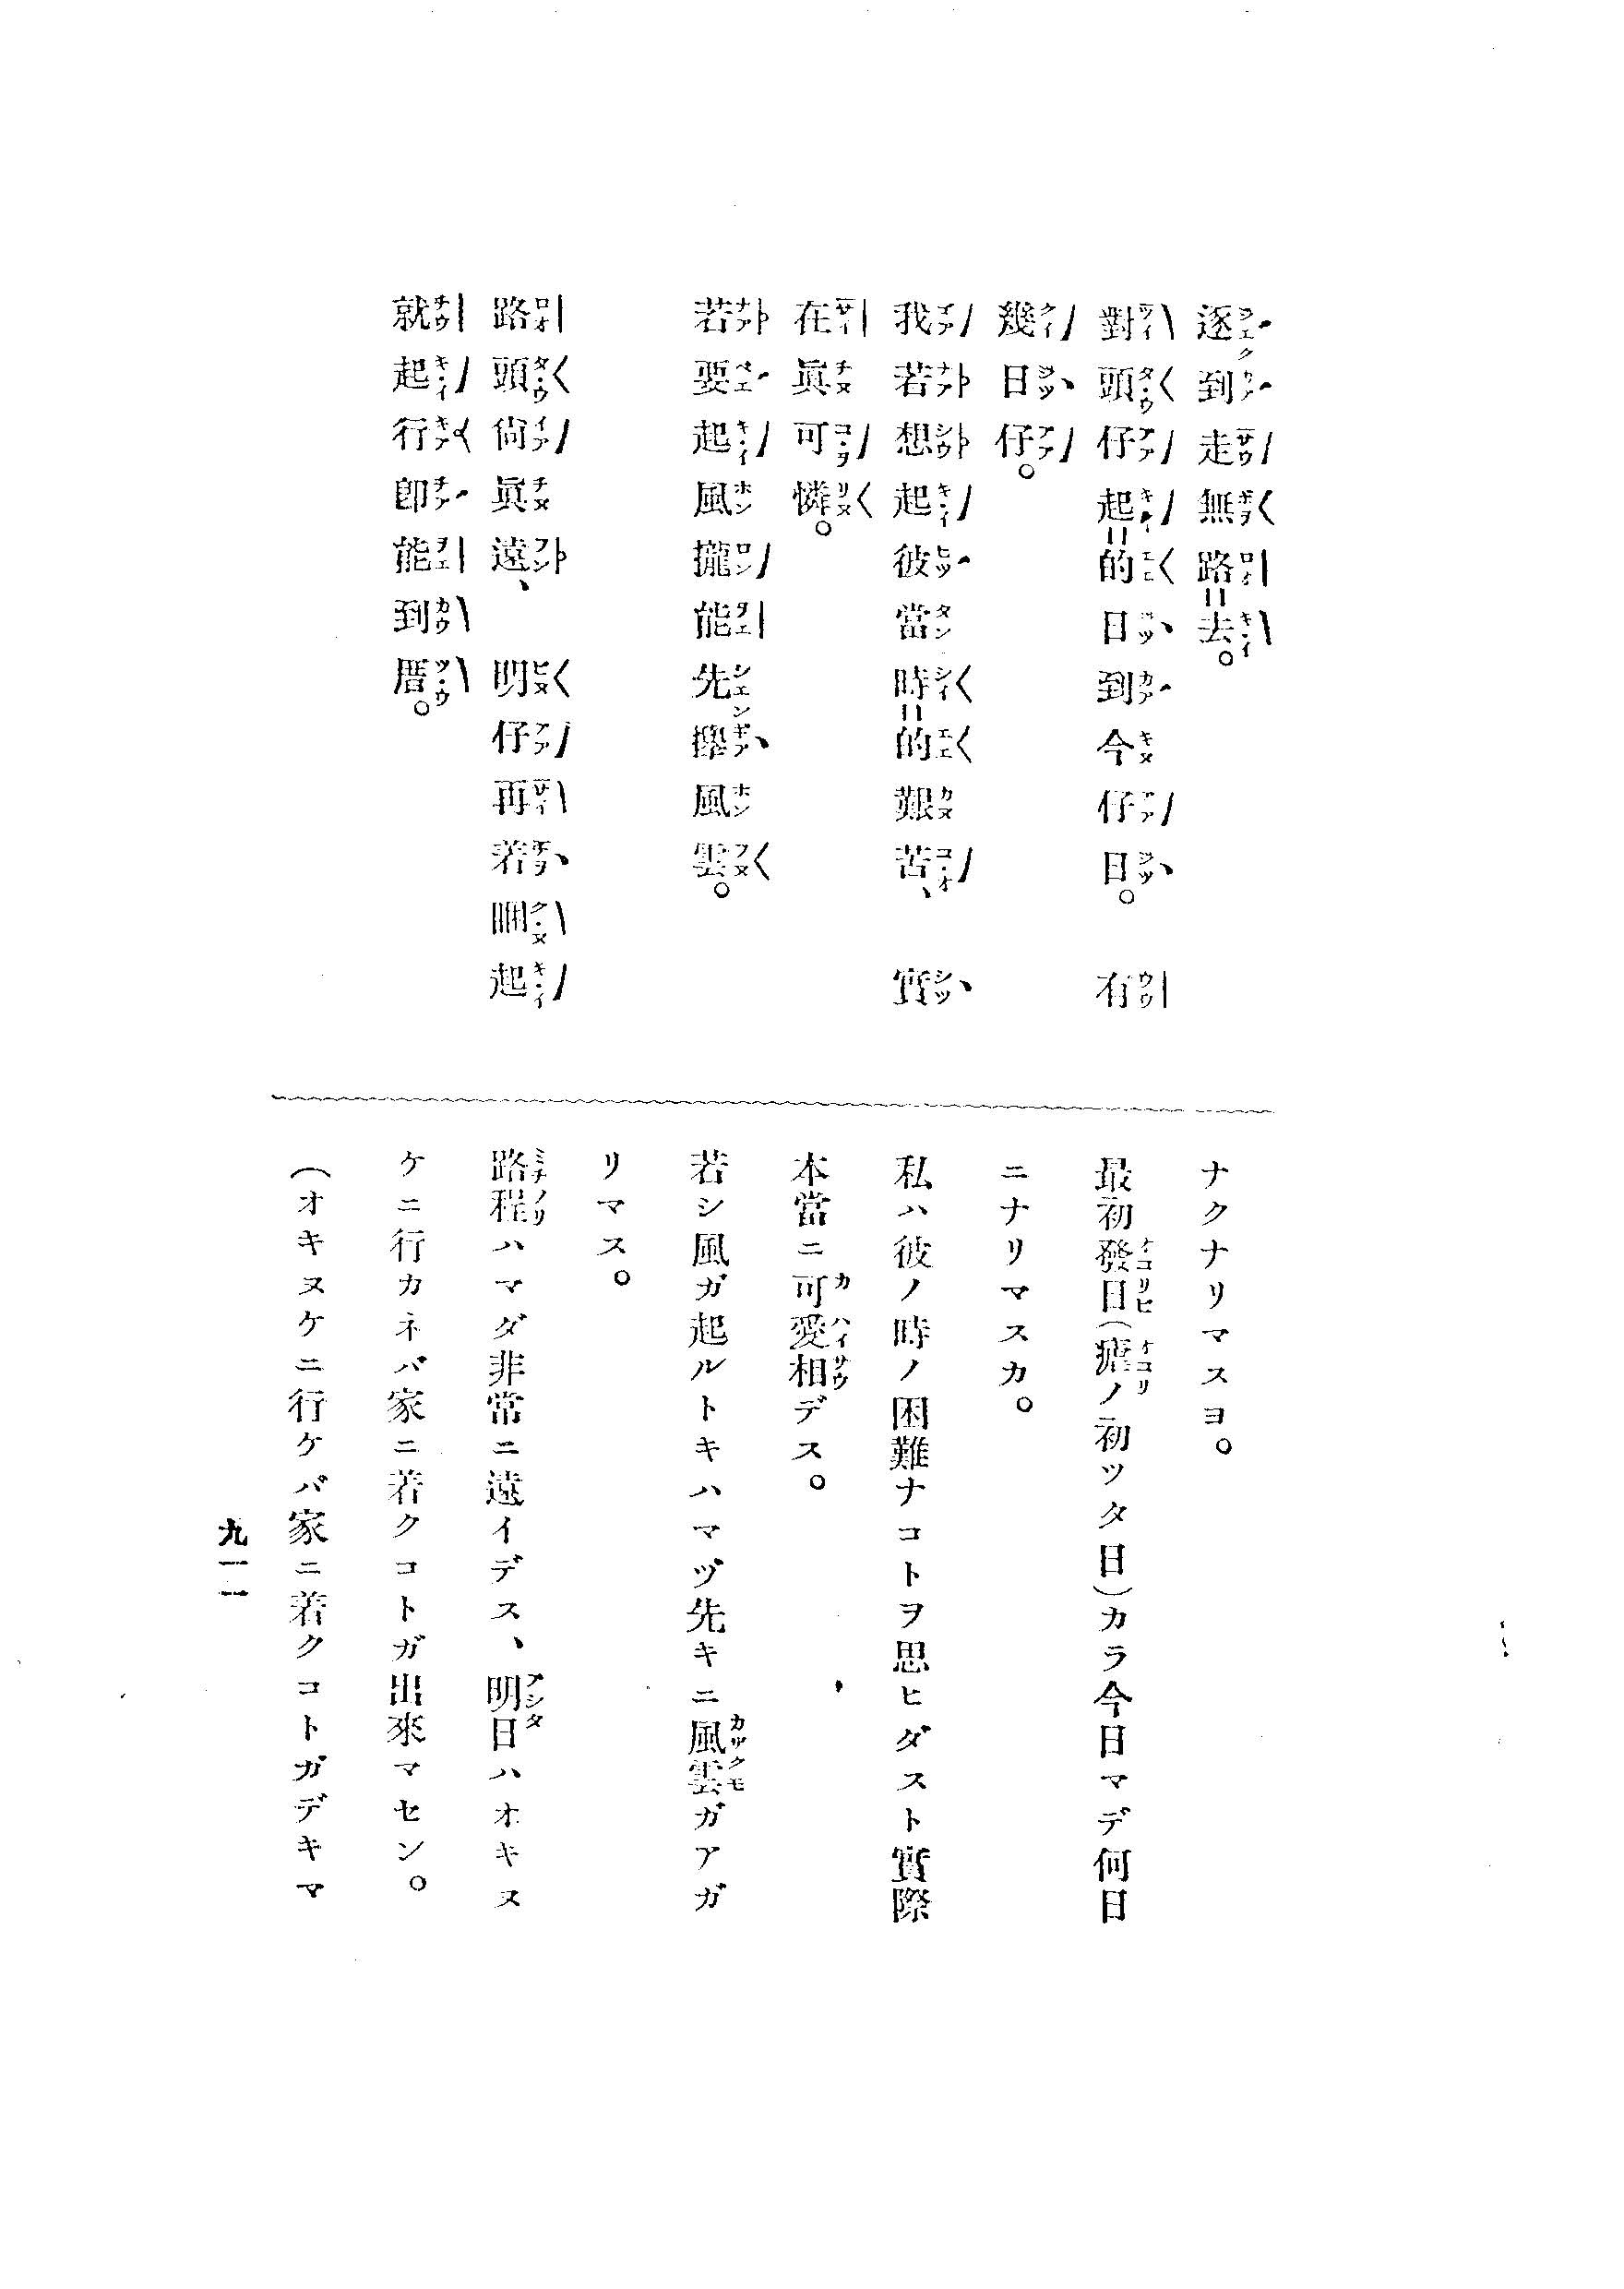 逐到走無路=去。
對頭仔起=的日到今仔日。有
幾日仔。
我若想起彼當時=的艱苦、實
在眞可憐。
若要起風攏能先舉風雲。
路頭尙眞遠、明仔再若睏起
就起行即能到厝。
ナクナリマスヨ。
最初發日(瘧ノ初ツタ日)カラ今日マデ何日
ニナリマスカ。
私ハ彼ノ時ノ困難ナコトヲ思ヒダスト實際
本當ニ可愛相デス。
若シ風ガ起ルトキハマヅ先キニ風雲ガアガ
リマス。
路程ハマダ非常ニ遠イデス、明日ハオキヌ
ケニ行カネバ家ニ着クコトガ出來マセン。
(オキヌケニ行ケバ家ニ着クコトガデキマ
九一一